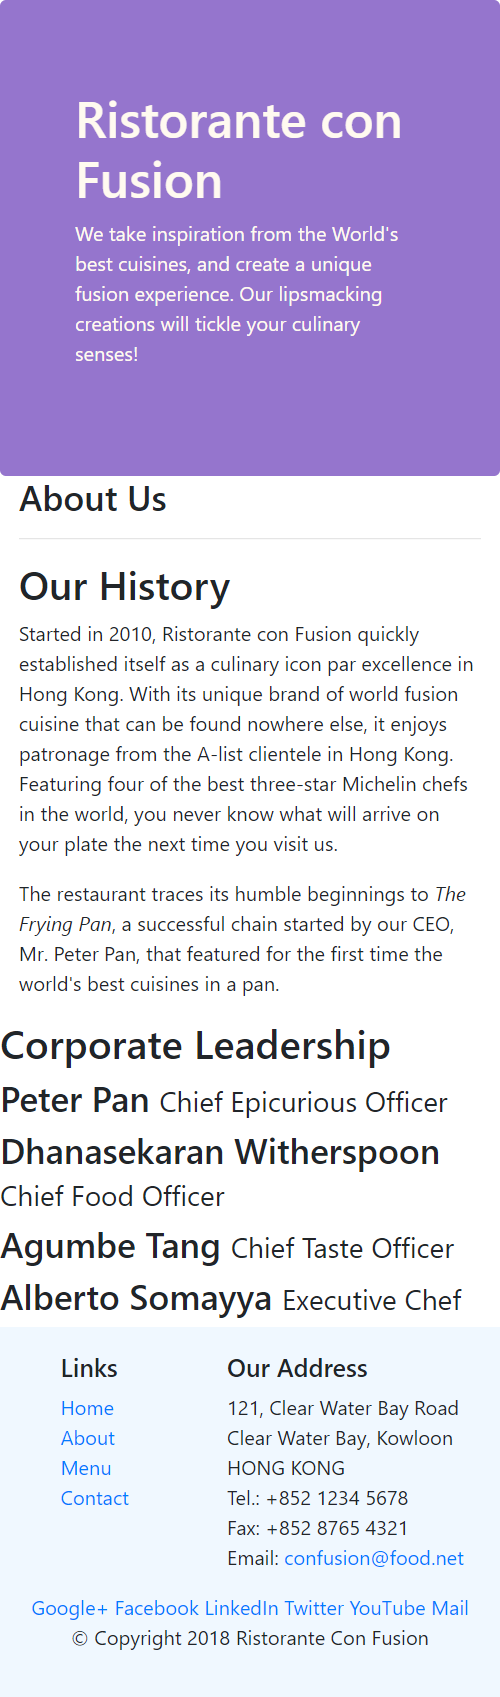 Ristorante con
Fusion
We take inspiration from the World's
best cuisines, and create a unique
fusion experience. Our lipsmacking
creations will tickle your culinary
senses!
About Us
Our History
Started in 2010, Ristorante con Fusion quickly
established itself as a culinary icon par excellence in
Hong Kong. With its unique brand of world fusion
cuisine that can be found nowhere else, it enjoys
patronage from the A-list clientele in Hong Kong.
Featuring four of the best three-star Michelin chefs
in the world, you never know what will arrive on
your plate the next time you visit us.
The restaurant traces its humble beginnings to The
Frying Pan, a successful chain started by our CEO,
Mr. Peter Pan, that featured for the first time the
world's best cuisines in a pan.
Corporate Leadership
Peter Pan Chief Epicurious Officer
Dhanasekaran Witherspoon
Chief Food Officer
Agumbe Tang Chief Taste Officer
Alberto Somayya Executive Chef
Links
Home
About
Menu
Contact
Our Address
121, Clear Water Bay Road
Clear Water Bay, Kowloon
HONG KONG
Tel.: +852 1234 5678
Fax: +852 8765 4321
Email: confusion@food.net
Google+ Facebook LinkedIn Twitter YouTube Mail
© Copyright 2018 Ristorante Con Fusion